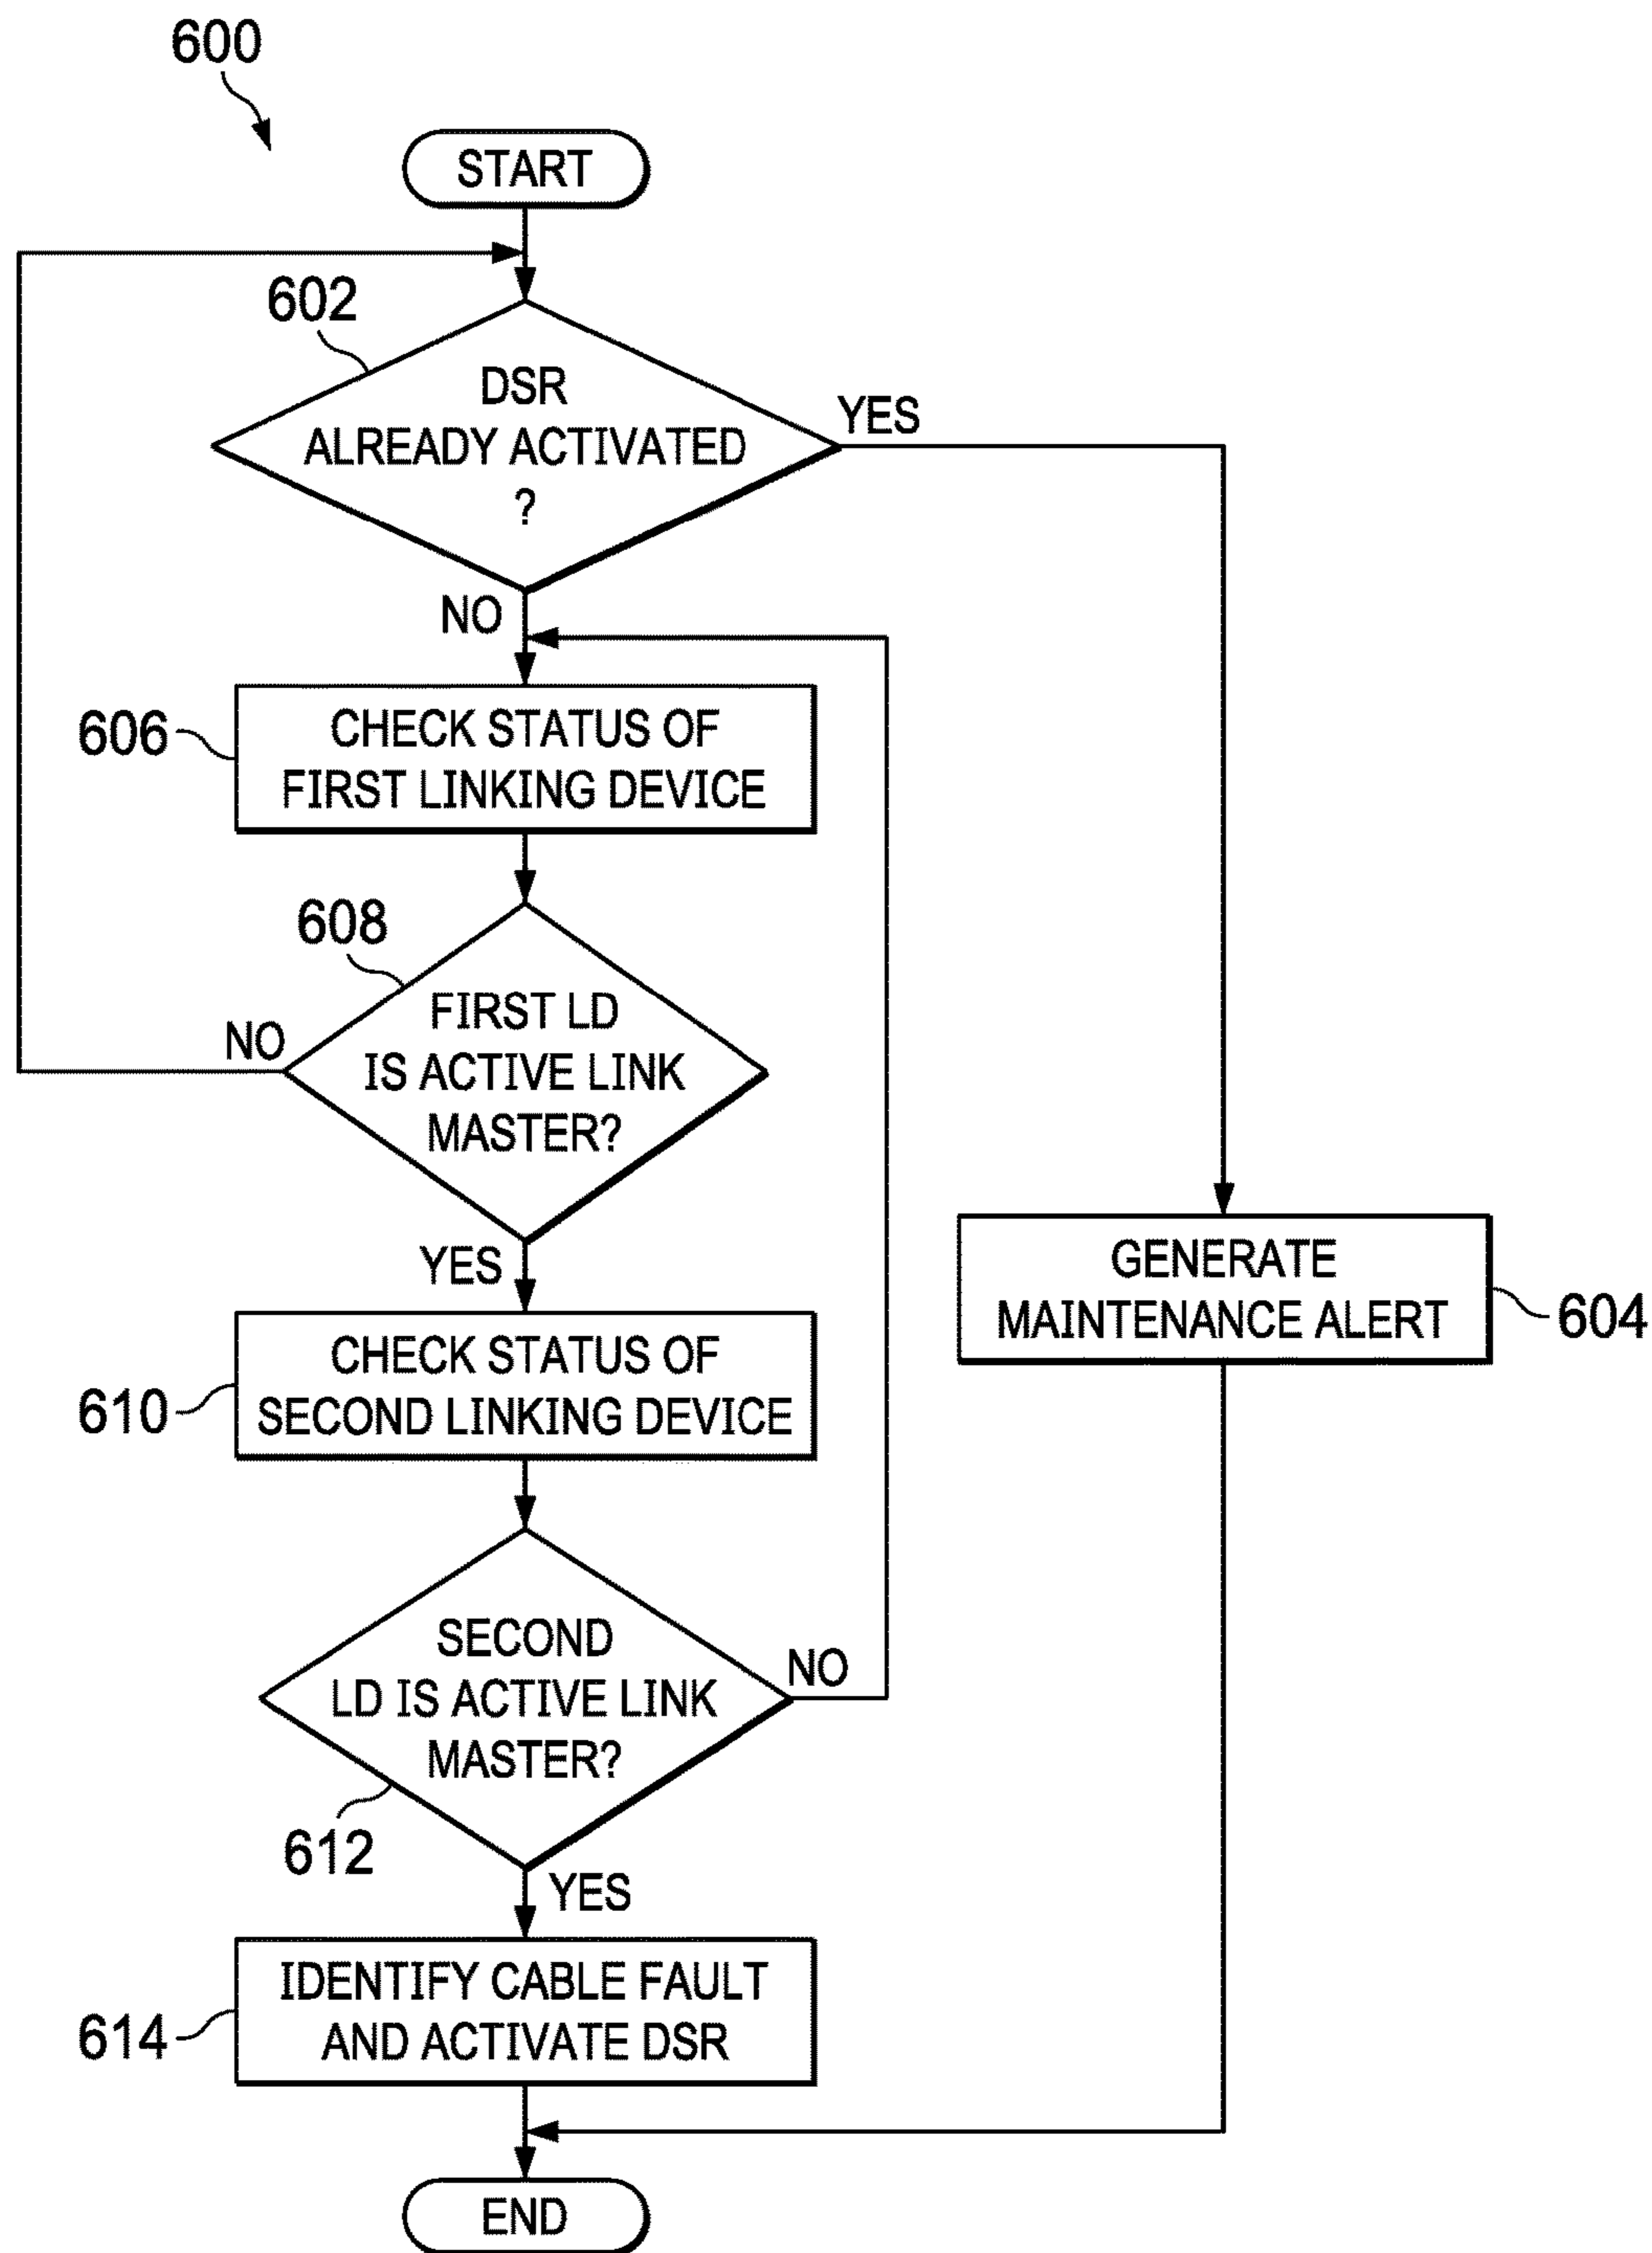 600
START
602
DSR
ALREADY ACTIVATED
?
YES
NO
606
CHECK STATUS OF
FIRST LINKING DEVICE
608
FIRST LD
IS ACTIVE LINK
MASTER?
NO
YES
GENERATE
MAINTENANCE ALERT
604
610
CHECK STATUS OF
SECOND LINKING DEVICE
SECOND
LD IS ACTIVE LINK
MASTER?
NO
612
YES
614
IDENTIFY CABLE FAULT
AND ACTIVATE DSR
END